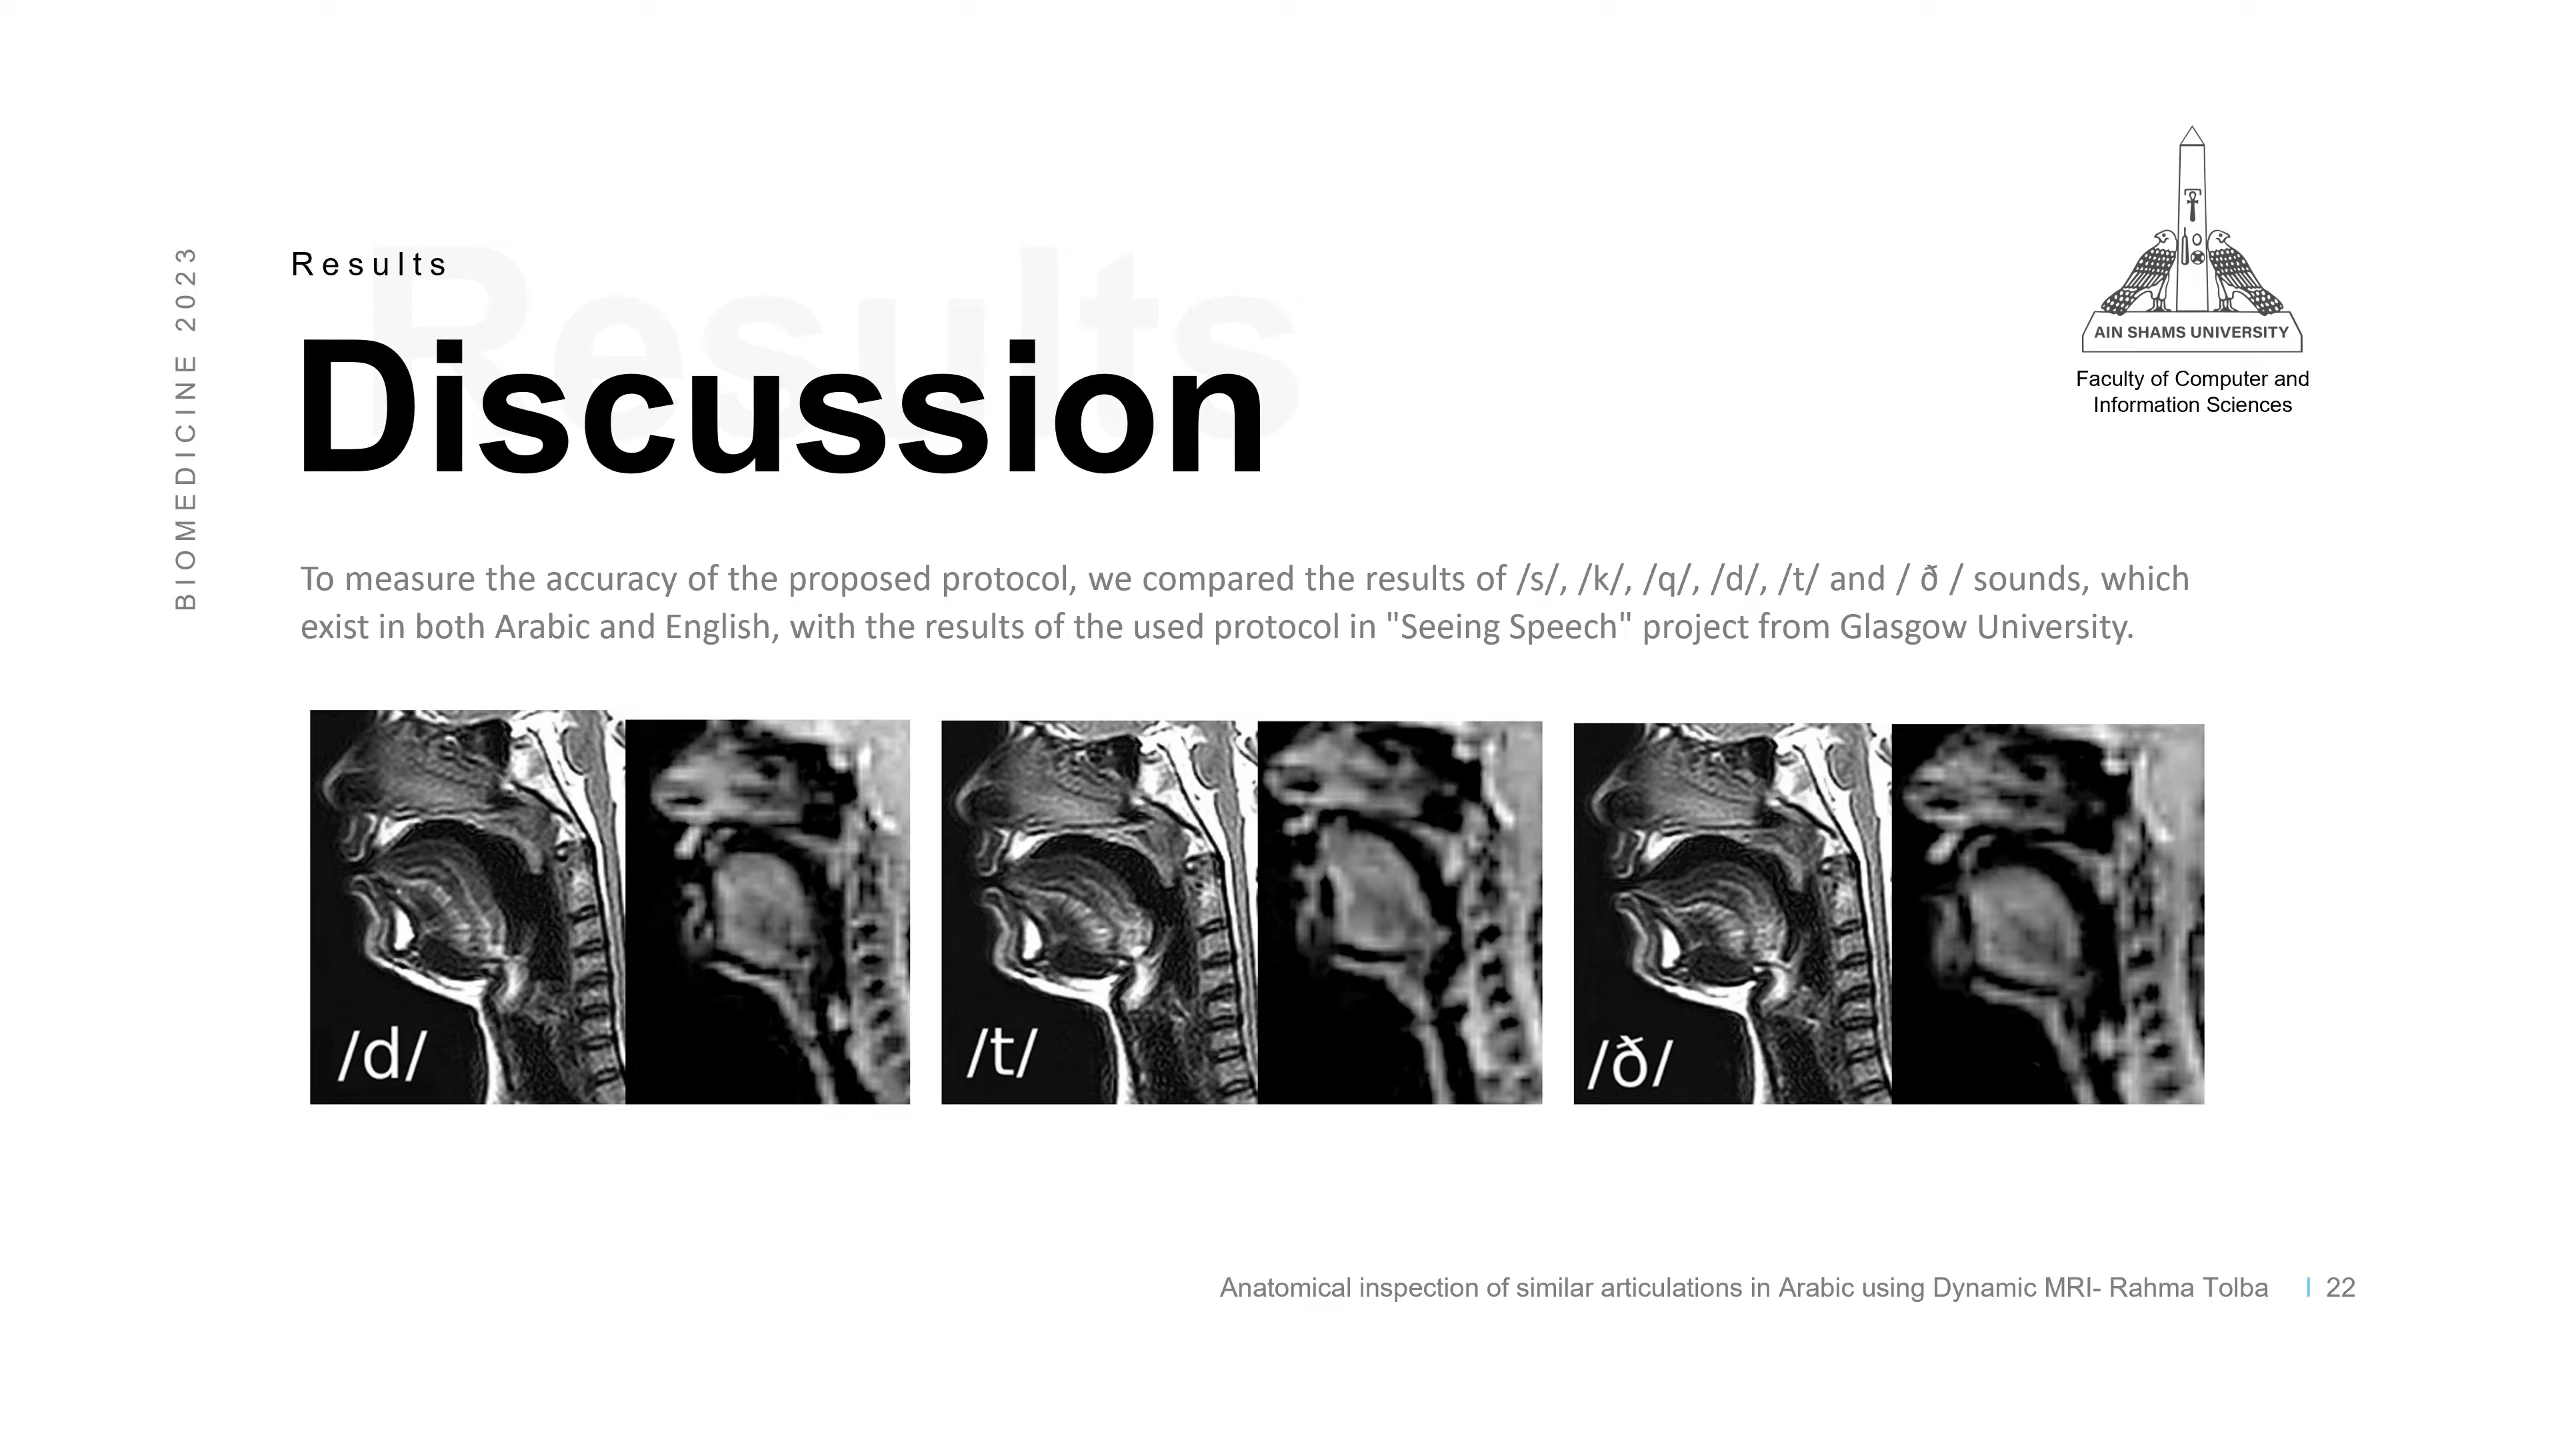 BIOMEDICINE 2023
Results
Results
Discussion
AIN SHAMS UNIVERSITY
Faculty of Computer and
Information Sciences
To measure the accuracy of the proposed protocol, we compared the results of /s/, /k/, /q/, /d/, /t/ and / ð / sounds, which
exist in both Arabic and English, with the results of the used protocol in "Seeing Speech" project from Glasgow University.
/d/
/t/
/ð/
Anatomical inspection of similar articulations in Arabic using Dynamic MRI- Rahma Tolba | 22